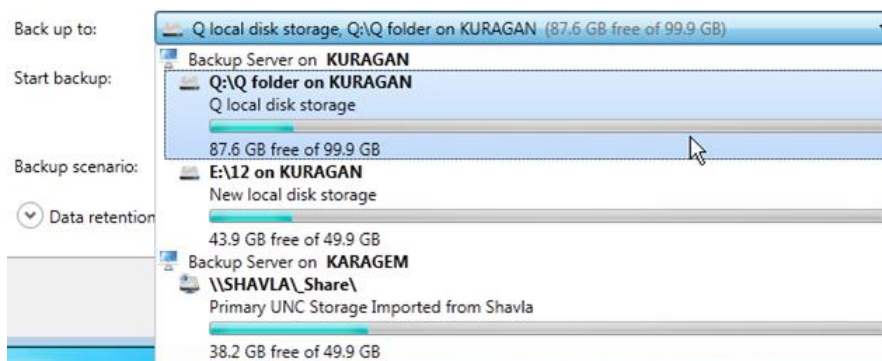 Back up to:
Q local disk storage, Q:\Q folder on KURAGAN (87.6 GB free of 99.9 GB)
Backup Server on KURAGAN
Start backup:
Q:\Q folder on KURAGAN
Q local disk storage
87.6 GB free of 99.9 GB
Backup scenario:
E:\12 on KURAGAN
New local disk storage
Data retention
43.9 GB free of 49.9 GB
Backup Server on KARAGEM
\\SHAVLA\_Share\
Primary UNC Storage Imported from Shavla
38.2 GB free of 49.9 GB